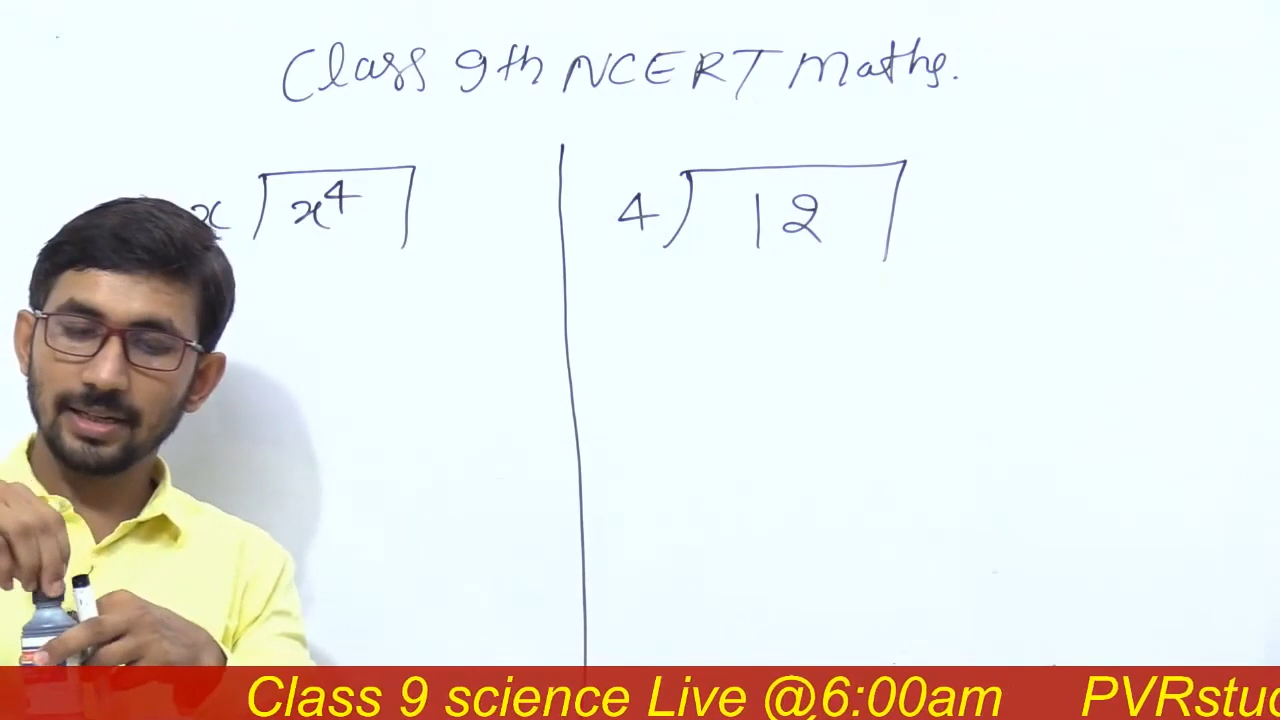 Class 9th NCERT Maths.
x ) x⁴
4 ) 12
Class 9 science Live @6:00am PVRstud